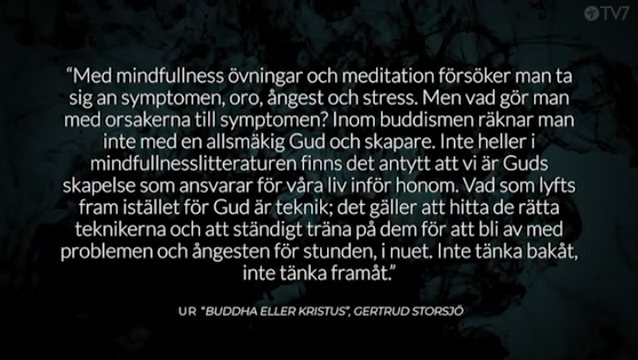 TV7
“Med mindfullness övningar och meditation försöker man ta
sig an symptomen, oro, ångest och stress. Men vad gör man
med orsakerna till symptomen? Inom buddismen räknar man
inte med en allsmäkig Gud och skapare. Inte heller i
mindfullnesslitteraturen finns det antytt att vi är Guds
skapelse som ansvarar för våra liv inför honom. Vad som lyfts
fram istället för Gud är teknik; det gäller att hitta de rätta
teknikerna och att ständigt träna på dem för att bli av med
problemen och ångesten för stunden, i nuet. Inte tänka bakåt,
inte tänka framåt.”
UR "BUDDHA ELLER KRISTUS", GERTRUD STORSJÖ